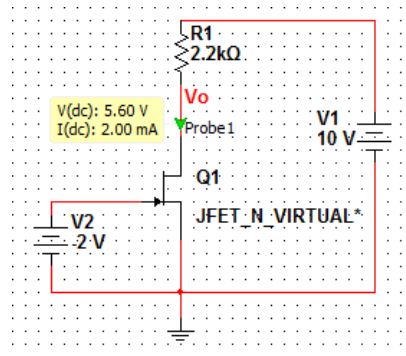 R1
2.2kΩ
Vo
V(dc): 5.60 V
I(dc): 2.00 mA
Probe1
V1
10 V
Q1
JFET_N_VIRTUAL*
V2
-2 V